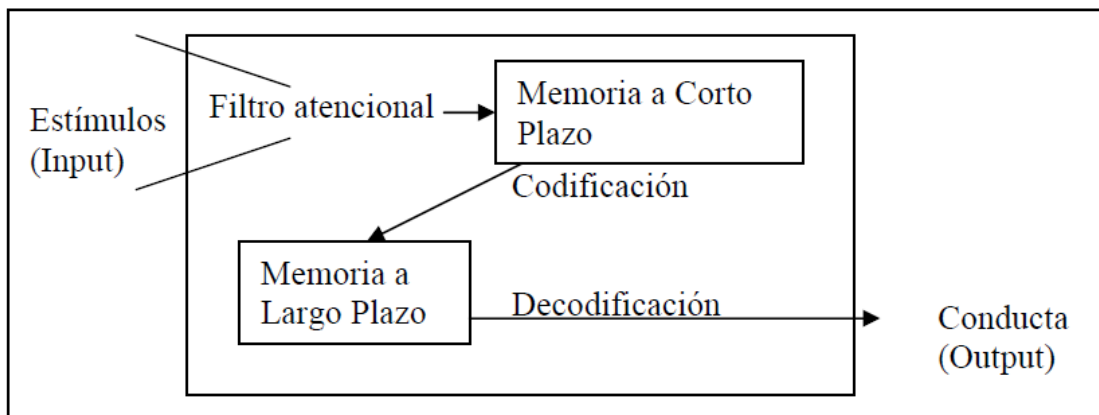 Estímulos
(Input)
Filtro atencional
Memoria a Corto
Plazo
Codificación
Memoria a
Largo Plazo
Decodificación
Conducta
(Output)